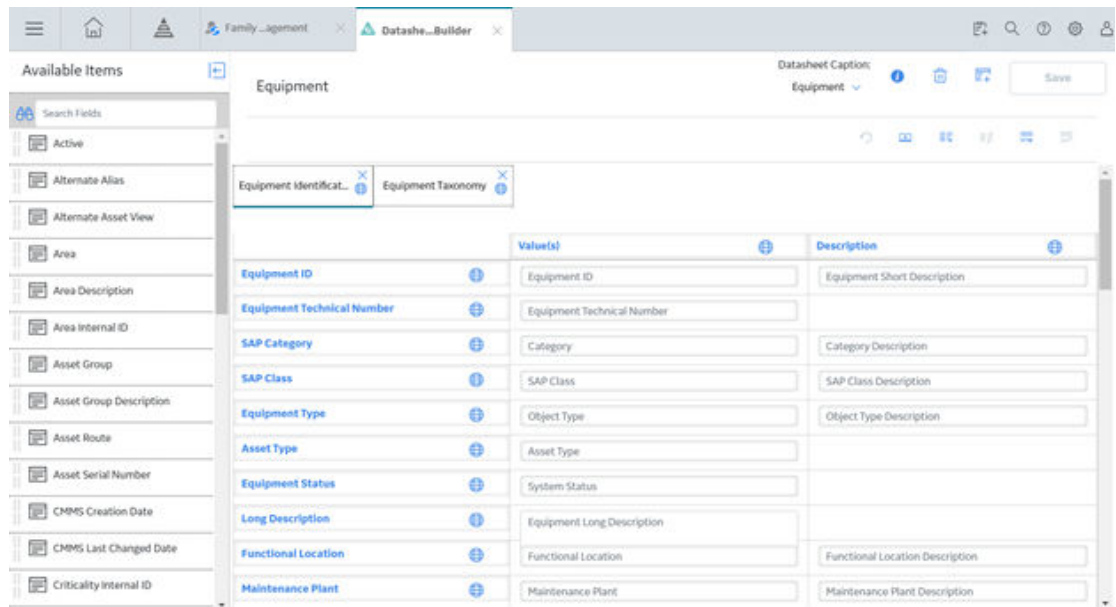 Family ...agement
Datashe...Builder
Available Items
Search Fields
Active
Alternate Alias
Alternate Asset View
Area
Area Description
Area Internal ID
Asset Group
Asset Group Description
Asset Route
Asset Serial Number
CMMS Creation Date
CMMS Last Changed Date
Criticality Internal ID
Equipment
Datasheet Caption:
Equipment
Save
Equipment Identificat...
Equipment Taxonomy
Value(s) Description
Equipment ID Equipment ID Equipment Short Description
Equipment Technical Number Equipment Technical Number
SAP Category Category Category Description
SAP Class SAP Class SAP Class Description
Equipment Type Object Type Object Type Description
Asset Type Asset Type
Equipment Status System Status
Long Description Equipment Long Description
Functional Location Functional Location Functional Location Description
Maintenance Plant Maintenance Plant Maintenance Plant Description